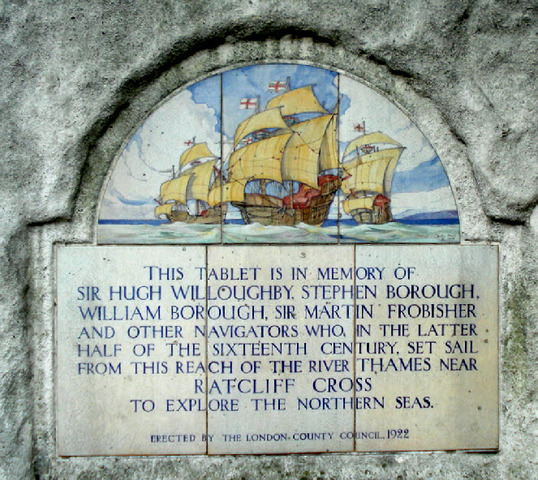 THIS TABLET IS IN MEMORY OF
SIR HUGH WILLOUGHBY, STEPHEN BOROUGH,
WILLIAM BOROUGH, SIR MARTIN FROBISHER
AND OTHER NAVIGATORS WHO, IN THE LATTER
HALF OF THE SIXTEENTH CENTURY, SET SAIL
FROM THIS REACH OF THE RIVER THAMES NEAR
RATCLIFF CROSS
TO EXPLORE THE NORTHERN SEAS.
ERECTED BY THE LONDON COUNTY COUNCIL, 1922